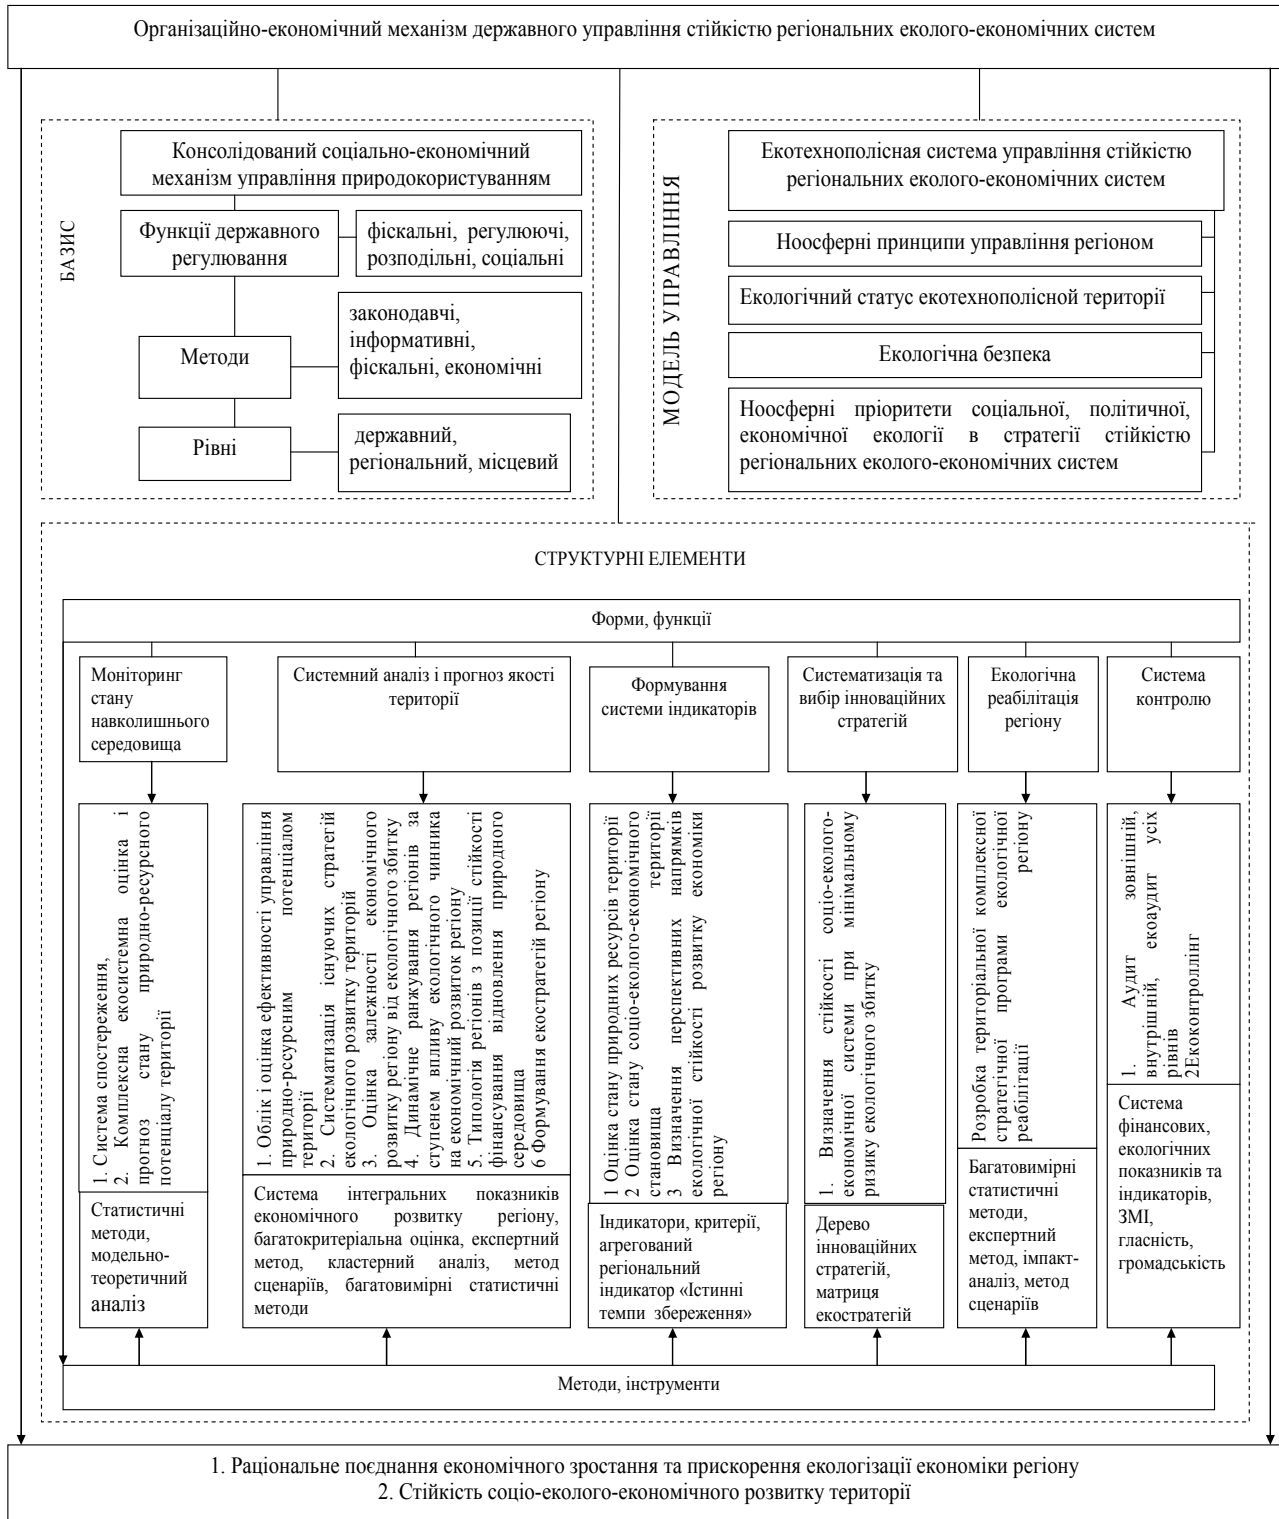 Організаційно-економічний механізм державного управління стійкістю регіональних еколого-економічних систем
БАЗИС
Консолідований соціально-економічний
механізм управління природокористуванням
Функції державного
регулювання
фіскальні, регулюючі,
розподільні, соціальні
Методи
законодавчі,
інформативні,
фіскальні, економічні
Рівні
державний,
регіональний, місцевий
МОДЕЛЬ УПРАВЛІННЯ
Екотехнополісная система управління стійкістю
регіональних еколого-економічних систем
Ноосферні принципи управління регіоном
Екологічний статус екотехнополісной території
Екологічна безпека
Ноосферні пріоритети соціальної, політичної,
економічної екології в стратегії стійкістю
регіональних еколого-економічних систем
СТРУКТУРНІ ЕЛЕМЕНТИ
Форми, функції
Моніторинг
стану
навколишнього
середовища
Системний аналіз і прогноз якості
території
Формування
системи індикаторів
Систематизація та
вибір інноваційних
стратегій
Екологічна
реабілітація
регіону
Система
контролю
1. Система спостереження,
2. Комплексна екосистемна оцінка і
прогноз стану природно-ресурсного
потенціалу території
1. Облік і оцінка ефективності управління
природно-рссурсним потенціалом
території
2. Систематизація існуючих стратегій
екологічного розвитку територій
3. Оцінка залежності економічного
розвитку регіону від екологічного збитку
4. Динамічне ранжування регіонів за
ступенем впливу екологічного чинника
на економічний розвиток регіону
5. Типологія регіонів з позиції стійкості
фінансування відновлення природного
середовища
6 Формування екостратегій регіону
1 Оцінка стану природних ресурсів території
2 Оцінка стану соціо-еколого-економічного
становища території
3 Визначення перспективних напрямків
екологічної стійкості розвитку економіки
регіону
1. Визначення стійкості соціо-еколого-
економічної системи при мінімальному
ризику екологічного збитку
Розробка територіальної комплексної
стратегічної програми екологічної
реабілітації регіону
1. Аудит зовнішній,
внутрішній, екоаудит усіх
рівнів
2Екоконтроллінг
Статистичні
методи,
модельно-
теоретичний
аналіз
Система інтегральних показників
економічного розвитку регіону,
багатокритеріальна оцінка, експертний
метод, кластерний аналіз, метод
сценаріїв, багатовимірні статистичні
методи
Індикатори, критерії,
агрегований
регіональний
індикатор «Істинні
темпи збереження»
Дерево
інноваційних
стратегій,
матриця
екостратегій
Багатовимірні
статистичні
методи,
експертний
метод, імпакт-
аналіз, метод
сценаріїв
Система
фінансових,
екологічних
показників та
індикаторів,
ЗМІ,
гласність,
громадськість
Методи, інструменти
1. Раціональне поєднання економічного зростання та прискорення екологізації економіки регіону
2. Стійкість соціо-еколого-економічного розвитку території